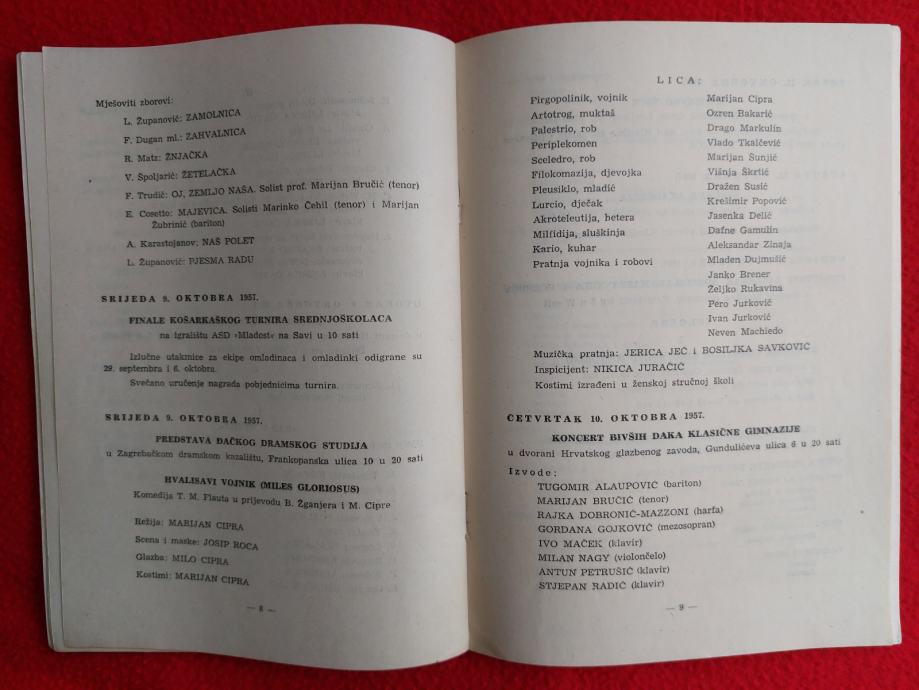 Mješoviti zborovi:
L. Županović: ZAMOLNICA
F. Dugan ml.: ZAHVALNICA
R. Matz: ŽNJAČKA
V. Špoljarić: ŽETELAČKA
F. Trudič: OJ, ZEMLJO NAŠA. Solist prof. Marijan Bručić (tenor)
E. Cosetto: MAJEVICA. Solisti Marinko Čehil (tenor) i Marijan
Zubrinić (bariton)
A. Karastojanov: NAŠ POLET
L. Županović: PJESMA RADU
SRIJEDA 9. OKTOBRA 1957.
FINALE KOŠARKAŠKOG TURNIRA SREDNJOŠKOLACA
na igralištu ASD »Mladost« na Savi u 10 sati
Izlučne utakmice za ekipe omladinaca i omladinki odigrane su
29. septembra i 6. oktobra.
Svečano uručenje nagrada pobjednicima turnira.
SRIJEDA 9. OKTOBRA 1957.
PREDSTAVA ĐAČKOG DRAMSKOG STUDIJA
u Zagrebačkom dramskom kazalištu, Frankopanska ulica 10 u 20 sati
HVALISAVI VOJNIK (MILES GLORIOSUS)
Komedija T. M. Plauta u prijevodu B. Žganjera i M. Cipre
Režija: MARIJAN CIPRA
Scena i maske: JOSIP ROCA
Glazba: MILO CIPRA
Kostimi: MARIJAN CIPRA
— 8 —
LICA:
Pirgopolinik, vojnik Marijan Cipra
Artotrog, muktaš Ozren Bakarić
Palestrio, rob Drago Markulin
Periplekomen Vlado Tkalčević
Sceledro, rob Marijan Šunjić
Filokomazija, djevojka Višnja Škrtić
Pleusiklo, mladić Dražen Susić
Lurcio, dječak Krešimir Popović
Akroteleutija, hetera Jasenka Delić
Milfidija, sluškinja Dafne Gamulin
Kario, kuhar Aleksandar Zinaja
Pratnja vojnika i robovi Mladen Dujmušić
Janko Brener
Željko Rukavina
Pero Jurković
Ivan Jurković
Neven Machiedo
Muzička pratnja: JERICA JEĆ i BOSILJKA SAVKOVIĆ
Inspicijent: NIKICA JURAČIĆ
Kostimi izrađeni u ženskoj stručnoj školi
ČETVRTAK 10. OKTOBRA 1957.
KONCERT BIVŠIH ĐAKA KLASIČNE GIMNAZIJE
u dvorani Hrvatskog glazbenog zavoda, Gundulićeva ulica 6 u 20 sati
Izvode:
TUGOMIR ALAUPOVIĆ (bariton)
MARIJAN BRUČIĆ (tenor)
RAJKA DOBRONIĆ-MAZZONI (harfa)
GORDANA GOJKOVIĆ (mezosopran)
IVO MAČEK (klavir)
MILAN NAGY (violončelo)
ANTUN PETRUŠIĆ (klavir)
STJEPAN RADIĆ (klavir)
— 9 —